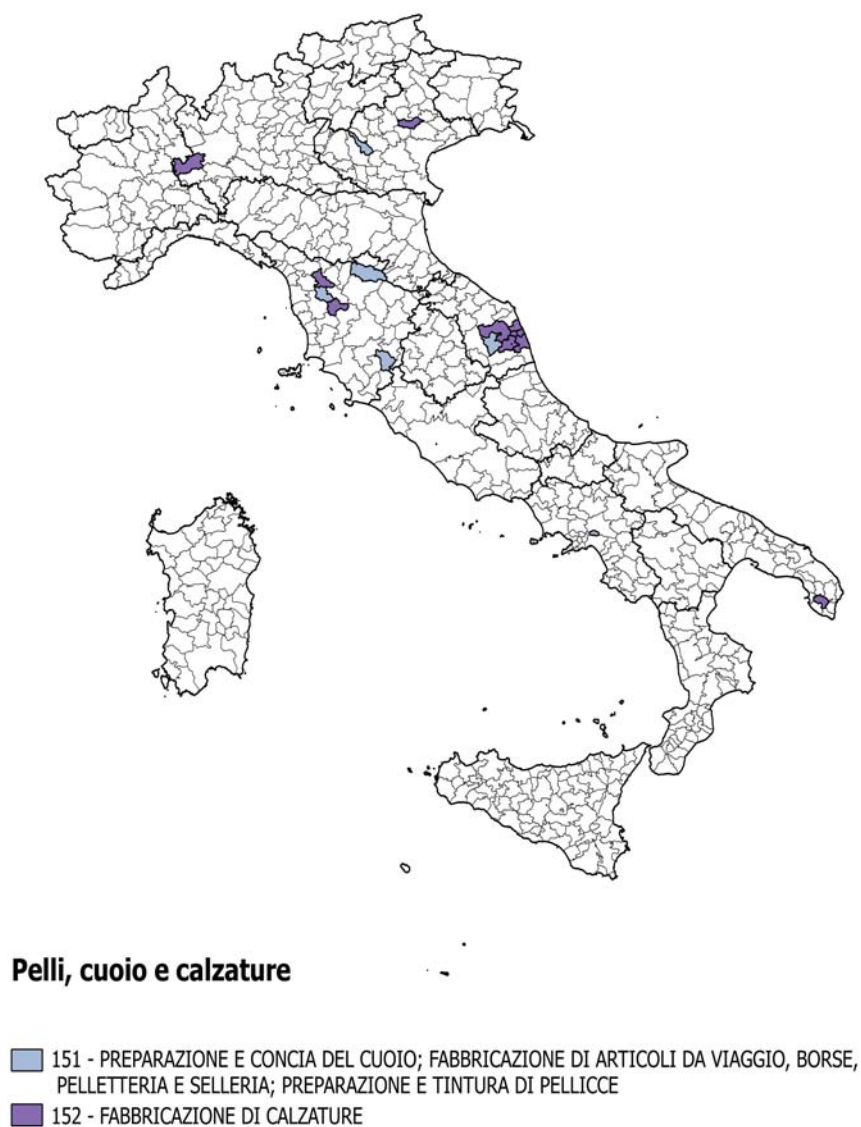 Pelli, cuoio e calzature
151 - PREPARAZIONE E CONCIA DEL CUOIO; FABBRICAZIONE DI ARTICOLI DA VIAGGIO, BORSE,
PELLETTERIA E SELLERIA; PREPARAZIONE E TINTURA DI PELLICCE
152 - FABBRICAZIONE DI CALZATURE